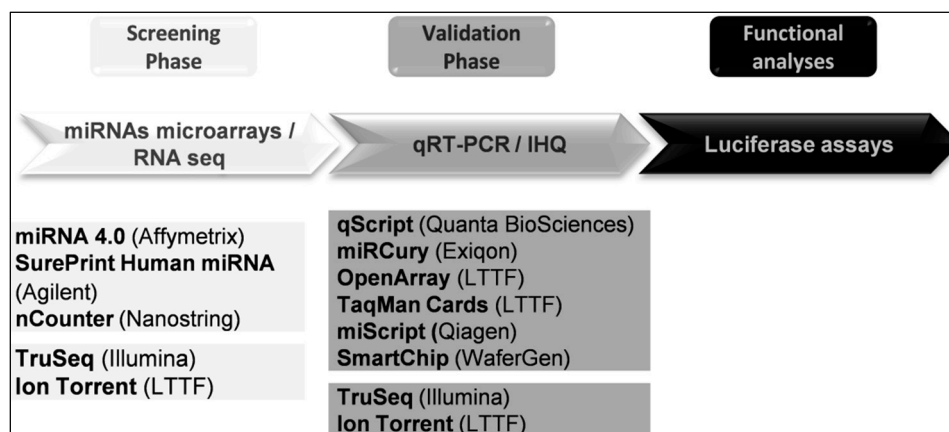 Screening
Phase
Validation
Phase
Functional
analyses
miRNAs microarrays /
RNA seq
qRT-PCR / IHQ
Luciferase assays
miRNA 4.0 (Affymetrix)
SurePrint Human miRNA
(Agilent)
nCounter (Nanostring)
TruSeq (Illumina)
Ion Torrent (LTTF)
qScript (Quanta BioSciences)
miRCury (Exiqon)
OpenArray (LTTF)
TaqMan Cards (LTTF)
miScript (Qiagen)
SmartChip (WaferGen)
TruSeq (Illumina)
Ion Torrent (LTTF)